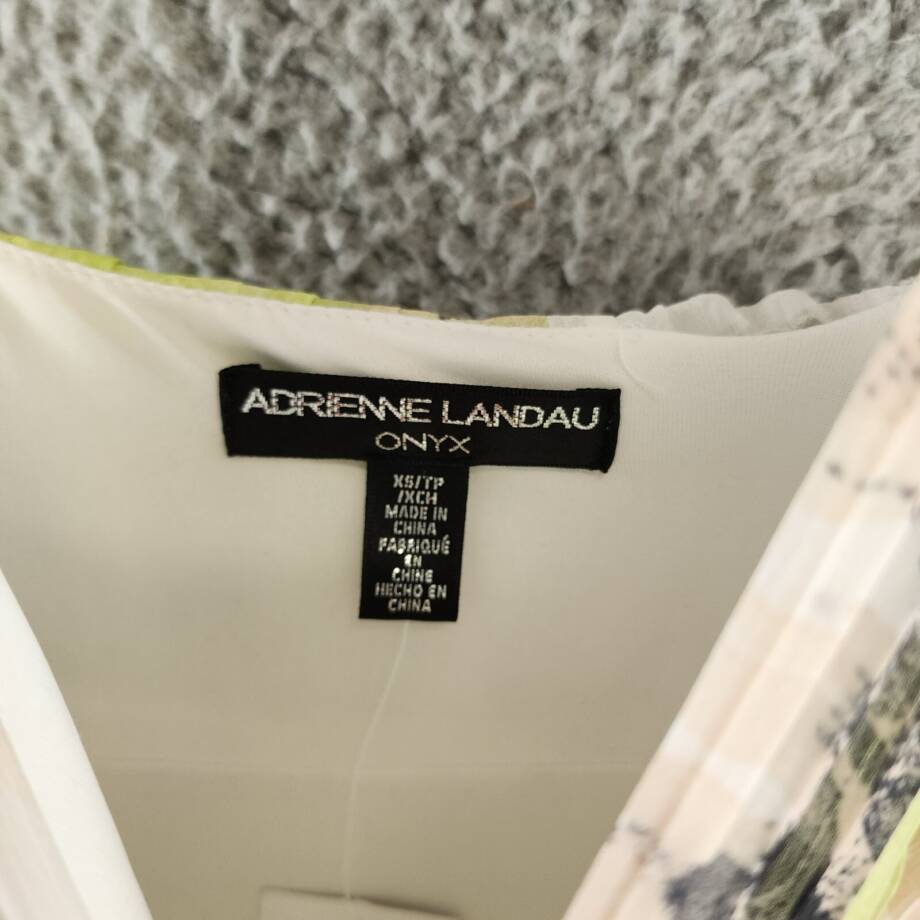 ADRIENNE LANDAU
ONYX
XS/TP
/XCH
MADE IN
CHINA
FABRIQUÉ
EN
CHINE
HECHO EN
CHINA